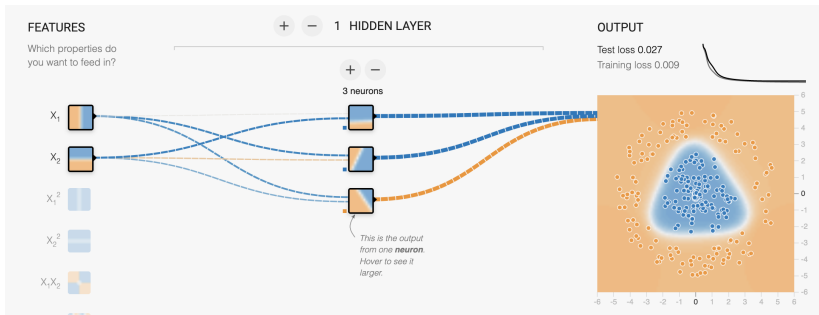 FEATURES
Which properties do
you want to feed in?
X1
X2
X1²
X2²
X1X2
+ − 1 HIDDEN LAYER
+ −
3 neurons
This is the output
from one neuron.
Hover to see it
larger.
OUTPUT
Test loss 0.027
Training loss 0.009
6
5
4
3
2
1
0
-1
-2
-3
-4
-5
-6
-6 -5 -4 -3 -2 -1 0 1 2 3 4 5 6